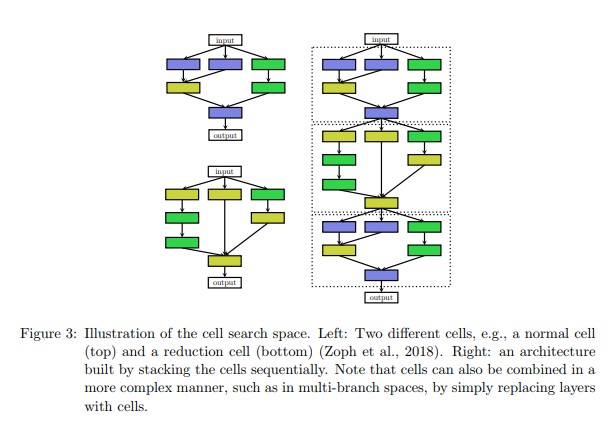 input
output
input
output
input
output
Figure 3: Illustration of the cell search space. Left: Two different cells, e.g., a normal cell
(top) and a reduction cell (bottom) (Zoph et al., 2018). Right: an architecture
built by stacking the cells sequentially. Note that cells can also be combined in a
more complex manner, such as in multi-branch spaces, by simply replacing layers
with cells.